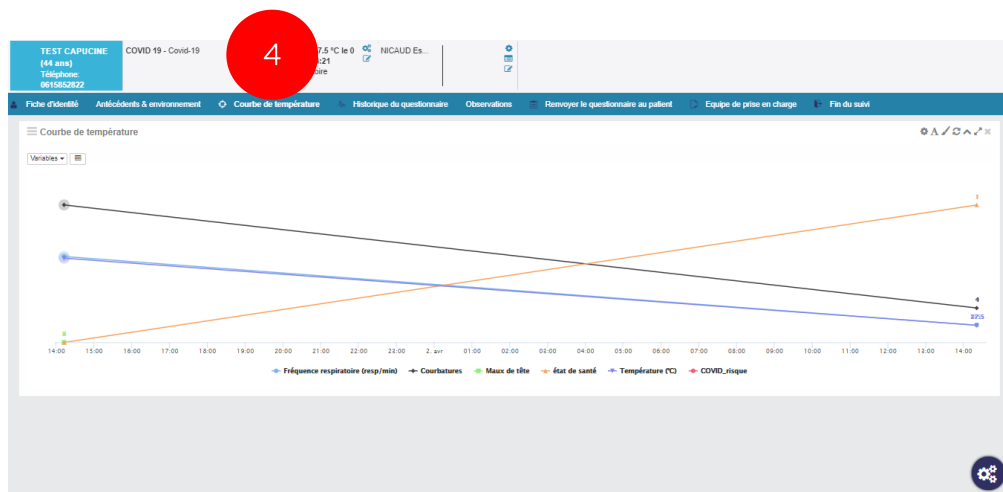 TEST CAPUCINE
(44 ans)
Téléphone:
0615852822
COVID 19 - Covid-19
4
7.5 °C le 0
:21
oire
NICAUD Es...
Fiche d'identité Antécédents & environnement Courbe de température Historique du questionnaire Observations Renvoyer le questionnaire au patient Equipe de prise en charge Fin du suivi
Courbe de température
Variables
1
4
37.5
14:00 15:00 16:00 17:00 18:00 19:00 20:00 21:00 22:00 23:00 2. avr 01:00 02:00 03:00 04:00 05:00 06:00 07:00 08:00 09:00 10:00 11:00 12:00 13:00 14:00
Fréquence respiratoire (resp/min) Courbatures Maux de tête état de santé Température (°C) COVID_risque